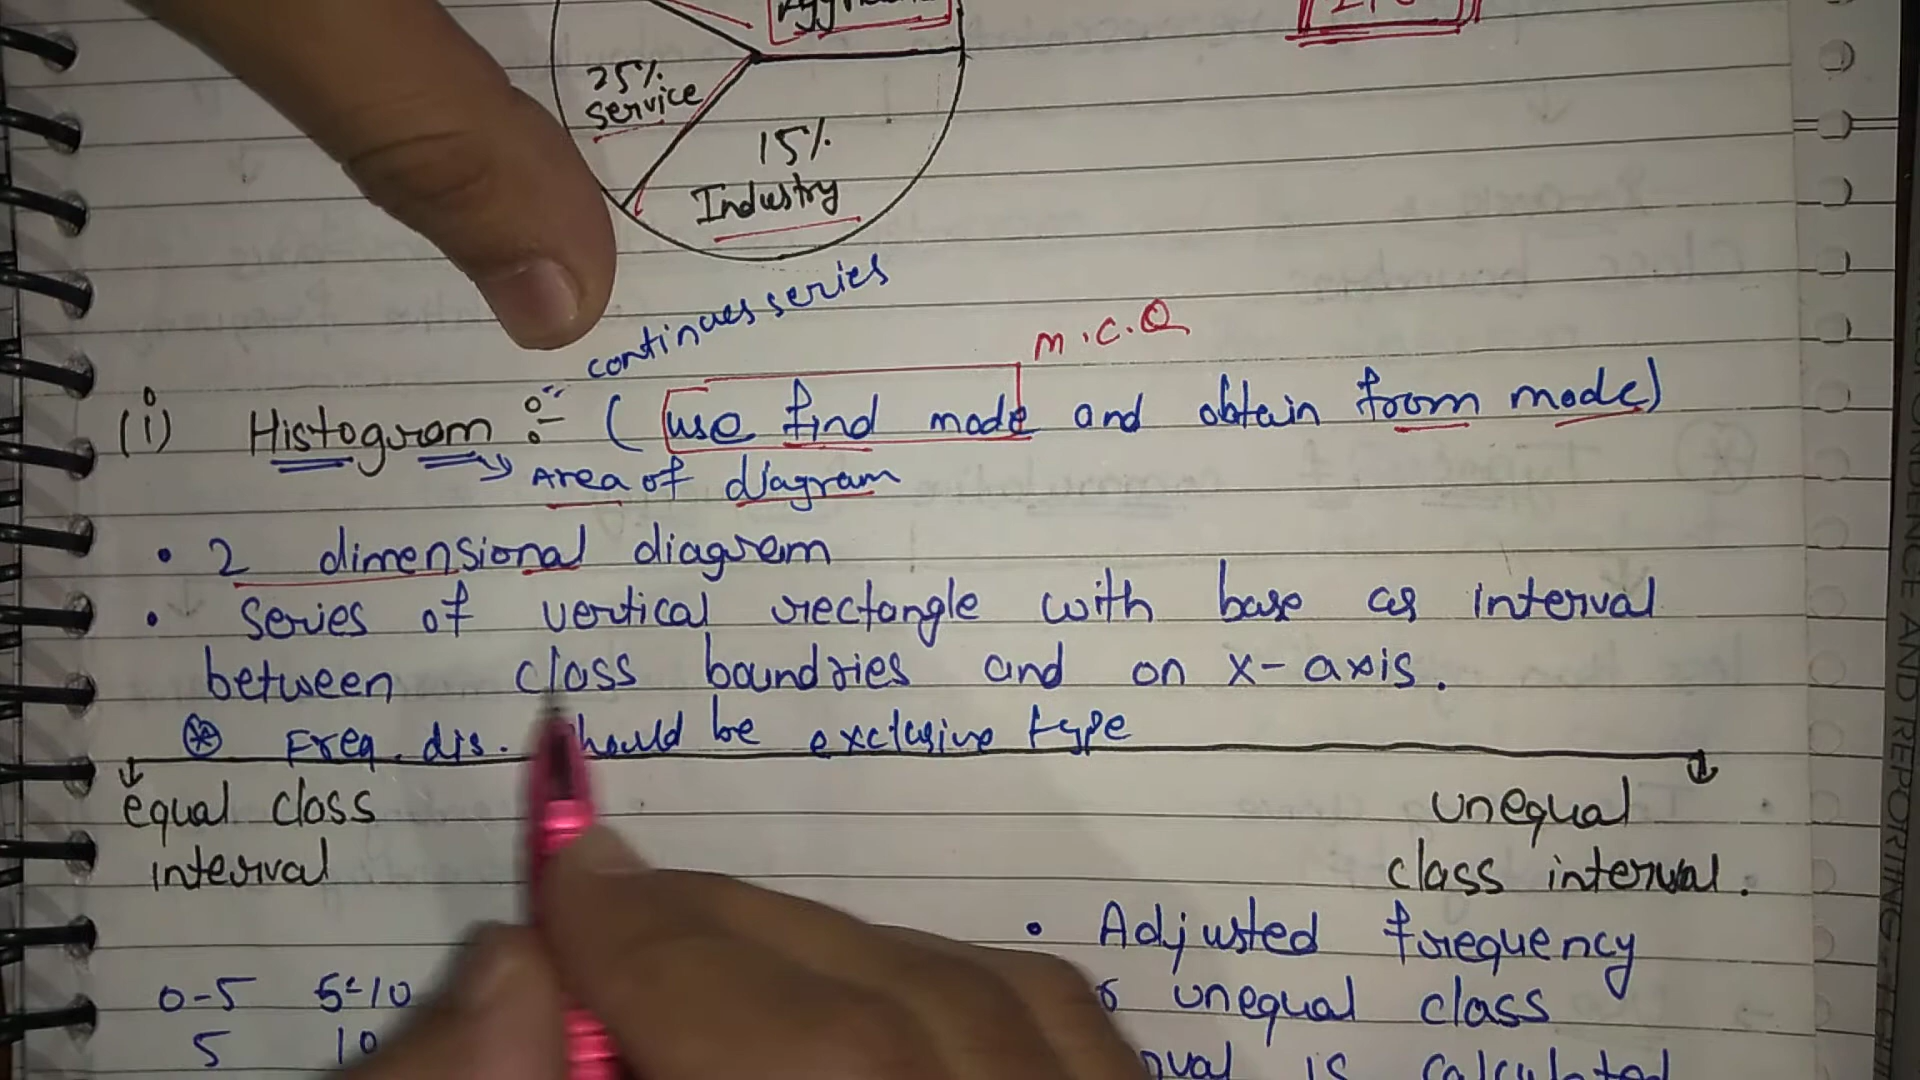 25%
service
15%
Industry
continues series
M.C.Q
(i) Histogram :- (use find mode and obtain from mode)
Area of diagram
• 2 dimensional diagram
• series of vertical rectangle with base as interval
between class boundries and on x-axis.
Freq. dis. should be exclusive type
equal class
interval
unequal
class interval.
• Adjusted frequency
unequal class
is calculated
0-5 5-10
5 10